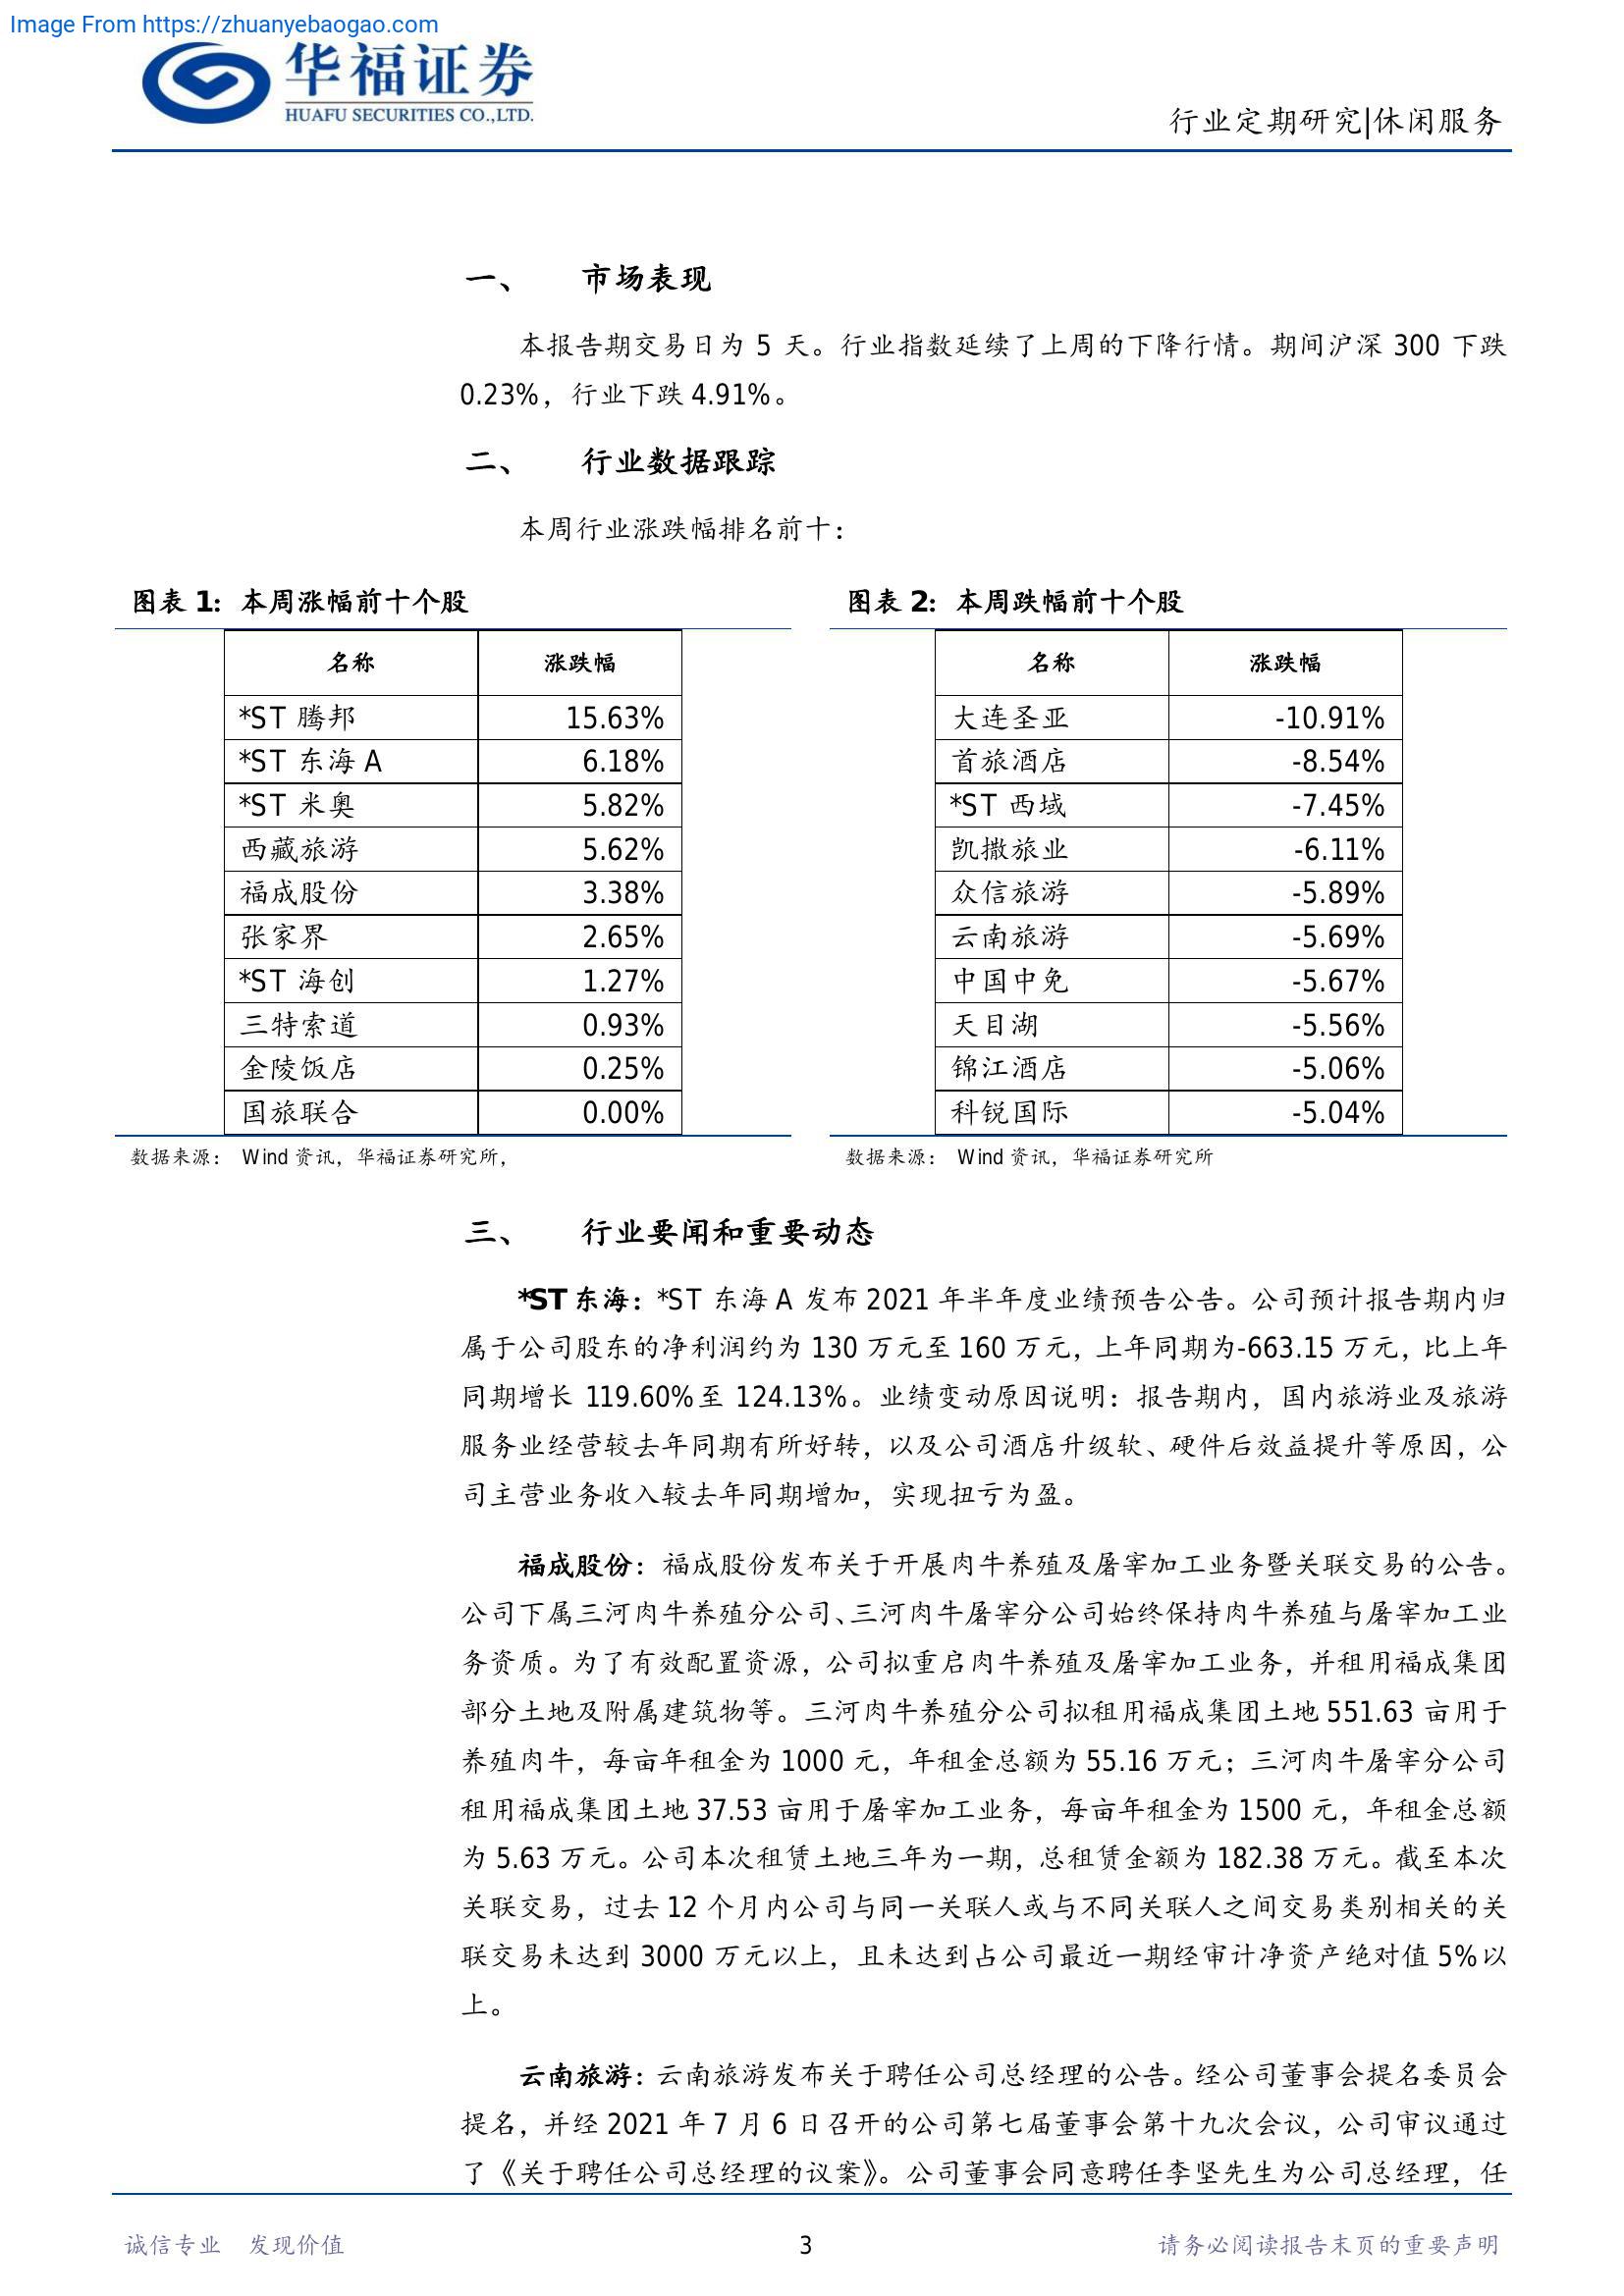 Image From https://zhuanyebaogao.com
华福证券
HUAFU SECURITIES CO.,LTD.
行业定期研究|休闲服务
一、 市场表现
本报告期交易日为 5 天。行业指数延续了上周的下降行情。期间沪深 300 下跌
0.23%，行业下跌 4.91%。
二、 行业数据跟踪
本周行业涨跌幅排名前十：
图表 1：本周涨幅前十个股
名称 涨跌幅
*ST 腾邦 15.63%
*ST 东海 A 6.18%
*ST 米奥 5.82%
西藏旅游 5.62%
福成股份 3.38%
张家界 2.65%
*ST 海创 1.27%
三特索道 0.93%
金陵饭店 0.25%
国旅联合 0.00%
数据来源： Wind 资讯，华福证券研究所，
图表 2：本周跌幅前十个股
名称 涨跌幅
大连圣亚 -10.91%
首旅酒店 -8.54%
*ST 西域 -7.45%
凯撒旅业 -6.11%
众信旅游 -5.89%
云南旅游 -5.69%
中国中免 -5.67%
天目湖 -5.56%
锦江酒店 -5.06%
科锐国际 -5.04%
数据来源： Wind 资讯，华福证券研究所
三、 行业要闻和重要动态
*ST 东海：*ST 东海 A 发布 2021 年半年度业绩预告公告。公司预计报告期内归
属于公司股东的净利润约为 130 万元至 160 万元，上年同期为-663.15 万元，比上年
同期增长 119.60%至 124.13%。业绩变动原因说明：报告期内，国内旅游业及旅游
服务业经营较去年同期有所好转，以及公司酒店升级软、硬件后效益提升等原因，公
司主营业务收入较去年同期增加，实现扭亏为盈。
福成股份：福成股份发布关于开展肉牛养殖及屠宰加工业务暨关联交易的公告。
公司下属三河肉牛养殖分公司、三河肉牛屠宰分公司始终保持肉牛养殖与屠宰加工业
务资质。为了有效配置资源，公司拟重启肉牛养殖及屠宰加工业务，并租用福成集团
部分土地及附属建筑物等。三河肉牛养殖分公司拟租用福成集团土地 551.63 亩用于
养殖肉牛，每亩年租金为 1000 元，年租金总额为 55.16 万元；三河肉牛屠宰分公司
租用福成集团土地 37.53 亩用于屠宰加工业务，每亩年租金为 1500 元，年租金总额
为 5.63 万元。公司本次租赁土地三年为一期，总租赁金额为 182.38 万元。截至本次
关联交易，过去 12 个月内公司与同一关联人或与不同关联人之间交易类别相关的关
联交易未达到 3000 万元以上，且未达到占公司最近一期经审计净资产绝对值 5%以
上。
云南旅游：云南旅游发布关于聘任公司总经理的公告。经公司董事会提名委员会
提名，并经 2021 年 7 月 6 日召开的公司第七届董事会第十九次会议，公司审议通过
了《关于聘任公司总经理的议案》。公司董事会同意聘任李坚先生为公司总经理，任
诚信专业 发现价值
3
请务必阅读报告末页的重要声明